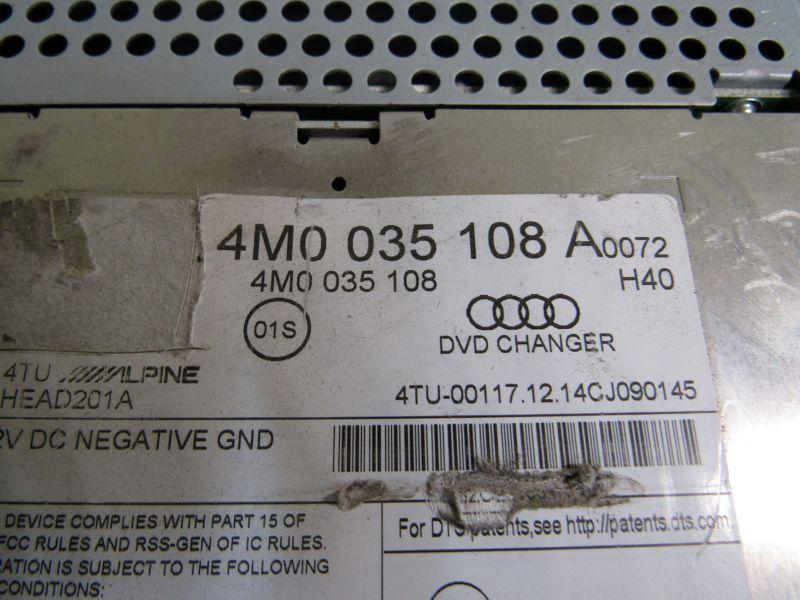 4M0 035 108 A0072
4M0 035 108 H40
01S
DVD CHANGER
4TU ALPINE
HEAD201A
4TU-00117.12.14CJ090145
V DC NEGATIVE GND
DEVICE COMPLIES WITH PART 15 OF
FCC RULES AND RSS-GEN OF IC RULES.
ATION IS SUBJECT TO THE FOLLOWING
CONDITIONS:
For DTS patents,see http://patents.dts.com.